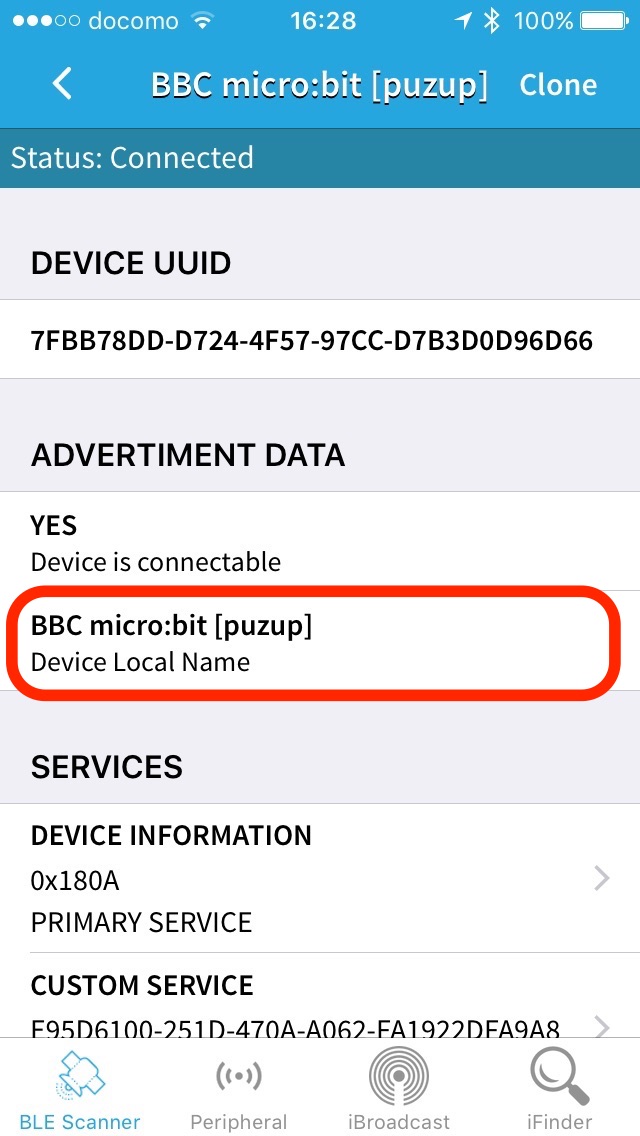 docomo 16:28 100%
BBC micro:bit [puzup] Clone
Status: Connected
DEVICE UUID
7FBB78DD-D724-4F57-97CC-D7B3D0D96D66
ADVERTIMENT DATA
YES
Device is connectable
BBC micro:bit [puzup]
Device Local Name
SERVICES
DEVICE INFORMATION
0x180A
PRIMARY SERVICE
CUSTOM SERVICE
E95D6100-251D-470A-A062-FA1922DFA9A8
BLE Scanner Peripheral iBroadcast iFinder